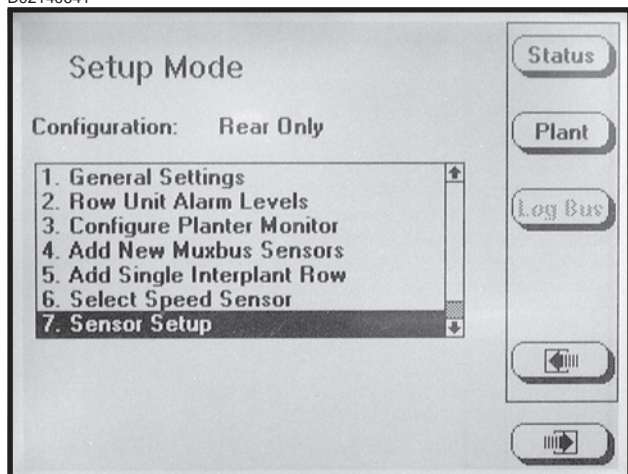 Setup Mode
Status
Configuration: Rear Only
Plant
1. General Settings
2. Row Unit Alarm Levels
3. Configure Planter Monitor
4. Add New Muxbus Sensors
5. Add Single Interplant Row
6. Select Speed Sensor
7. Sensor Setup
Log Bus